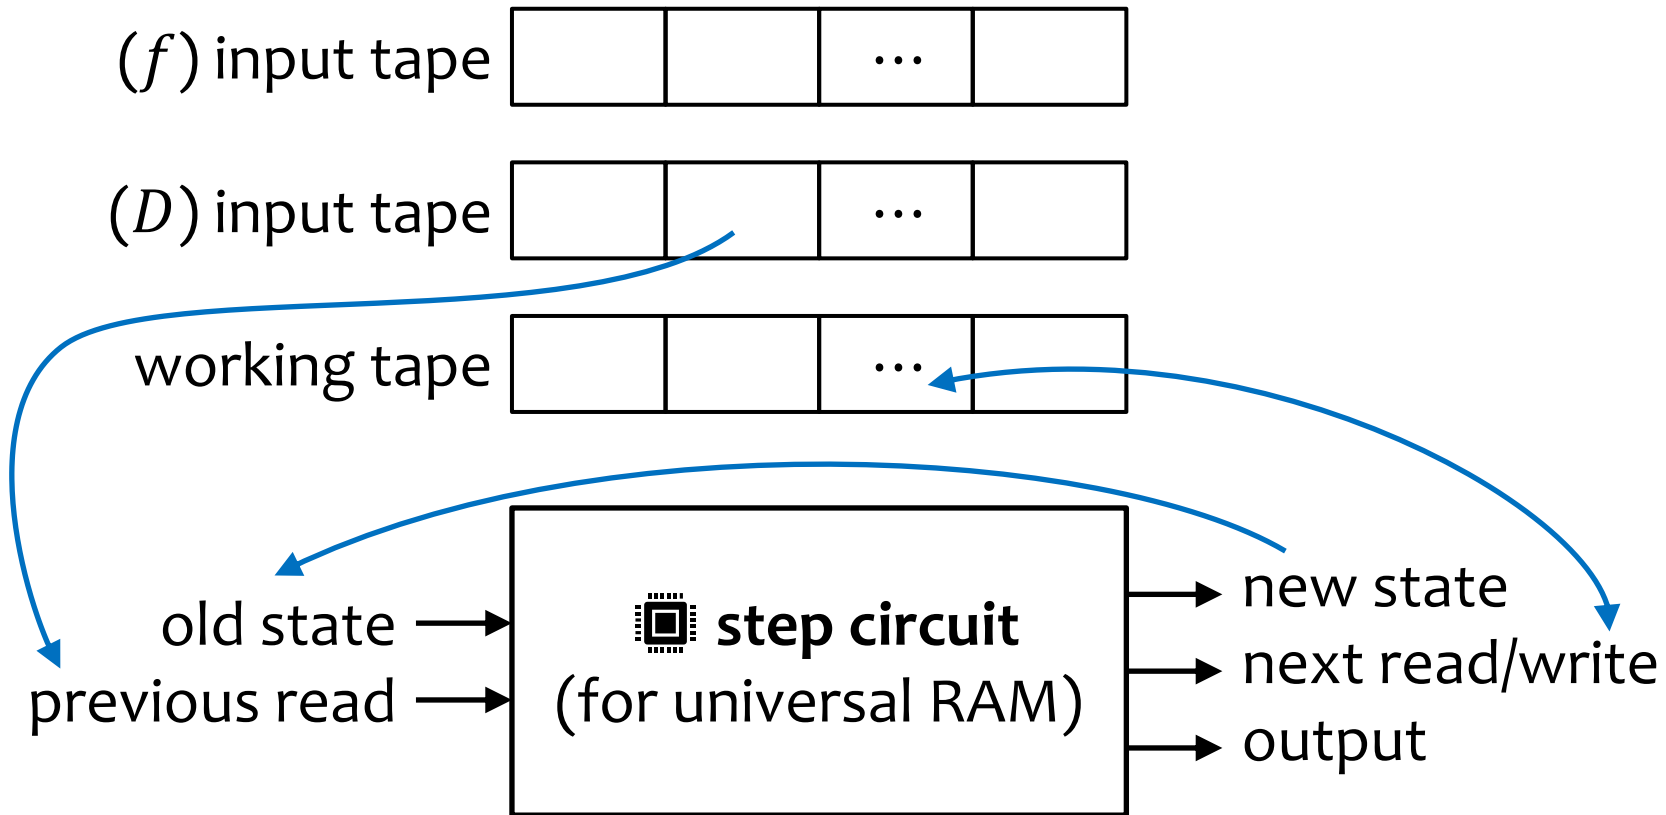 (f) input tape
…
(D) input tape
…
working tape
…
old state
previous read
step circuit
(for universal RAM)
new state
next read/write
output